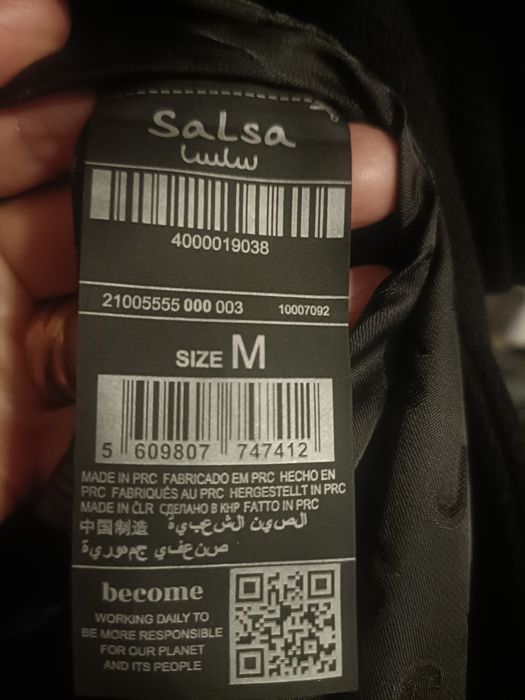 Salsa
سلسا
4000019038
21005555 000 003 10007092
SIZE M
5 609807 747412
MADE IN PRC FABRICADO EM PRC HECHO EN
PRC FABRIQUÉS AU PRC HERGESTELLT IN PRC
MADE IN ČLR СДЕЛАНО В КНР FATTO IN PRC
中国制造 الصين الشعبية
صنع في جمهورية
become
WORKING DAILY TO
BE MORE RESPONSIBLE
FOR OUR PLANET
AND ITS PEOPLE